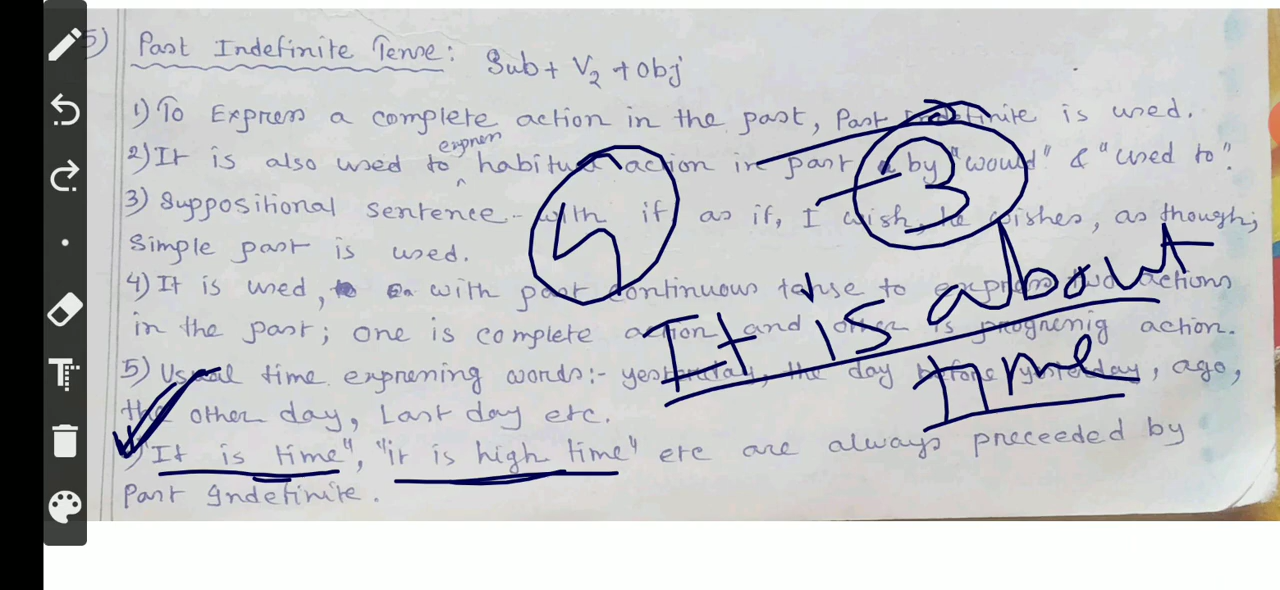 5) Past Indefinite Tense: Sub + V2 + Obj
1) To Express a complete action in the past, Past Indefinite is used.
expren
2) It is also used to ^ habitual action in past by "would" & "used to".
3) Suppositional sentence - with if as if, I wish, he wishes, as though;
Simple past is used.
4) It is used, with past continuous tense to express two actions
in the past; one is complete action and other is progrenig action.
5) Usual time exprening words:- yesterday, the day before yesterday, ago,
the other day, Last day etc.
"It is time", "it is high time" etc are always preceeded by
Past Indefinite.
3
5
It is about
time